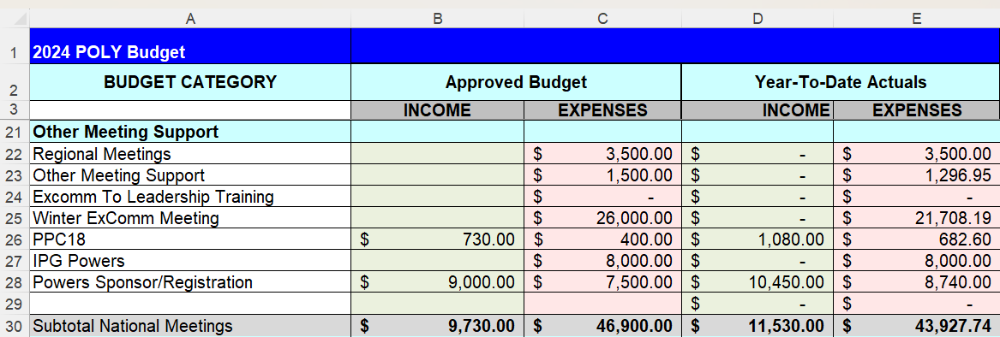 A B C D E
1 2024 POLY Budget
2 BUDGET CATEGORY Approved Budget Year-To-Date Actuals
3 INCOME EXPENSES INCOME EXPENSES
21 Other Meeting Support
22 Regional Meetings $ 3,500.00 $ - $ 3,500.00
23 Other Meeting Support $ 1,500.00 $ - $ 1,296.95
24 Excomm To Leadership Training $ - $ - $ -
25 Winter ExComm Meeting $ 26,000.00 $ - $ 21,708.19
26 PPC18 $ 730.00 $ 400.00 $ 1,080.00 $ 682.60
27 IPG Powers $ 8,000.00 $ - $ 8,000.00
28 Powers Sponsor/Registration $ 9,000.00 $ 7,500.00 $ 10,450.00 $ 8,740.00
29 $ - $ -
30 Subtotal National Meetings $ 9,730.00 $ 46,900.00 $ 11,530.00 $ 43,927.74